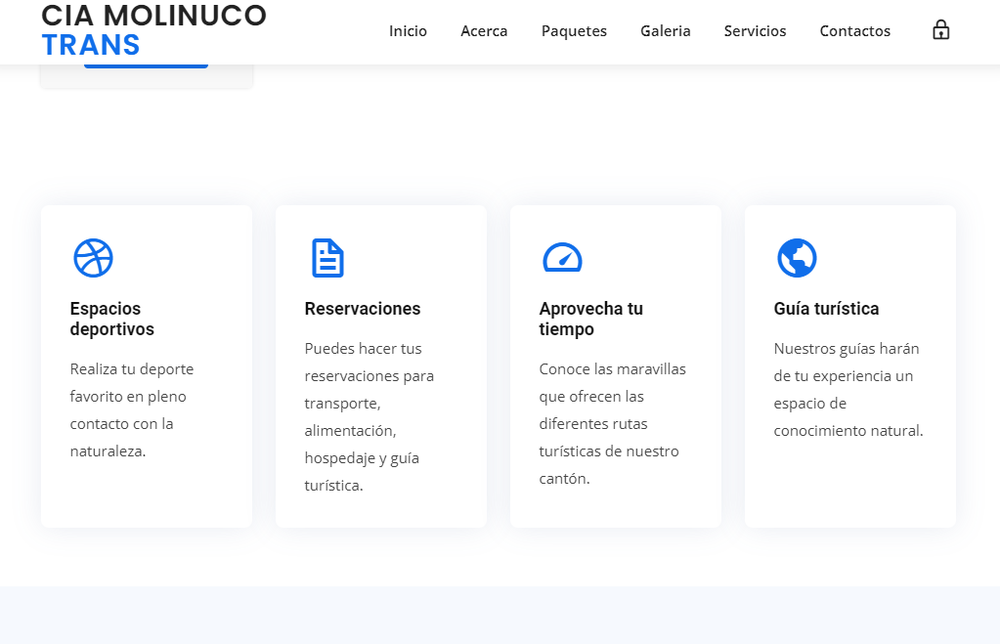 CIA MOLINUCO
TRANS
Inicio Acerca Paquetes Galeria Servicios Contactos
Espacios
deportivos
Realiza tu deporte
favorito en pleno
contacto con la
naturaleza.
Reservaciones
Puedes hacer tus
reservaciones para
transporte,
alimentación,
hospedaje y guía
turística.
Aprovecha tu
tiempo
Conoce las maravillas
que ofrecen las
diferentes rutas
turísticas de nuestro
cantón.
Guía turística
Nuestros guías harán
de tu experiencia un
espacio de
conocimiento natural.